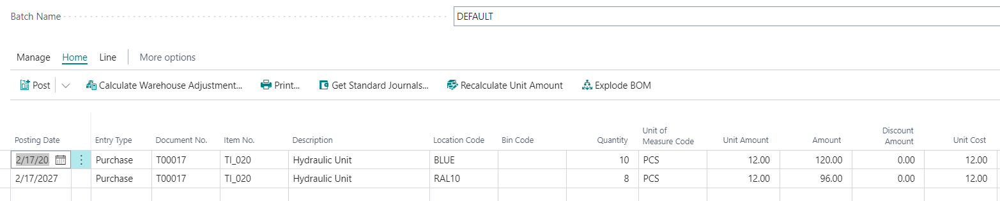 Batch Name DEFAULT
Manage Home Line More options
Post Calculate Warehouse Adjustment... Print... Get Standard Journals... Recalculate Unit Amount Explode BOM
Posting Date Entry Type Document No. Item No. Description Location Code Bin Code Quantity Unit of Measure Code Unit Amount Amount Discount Amount Unit Cost
2/17/20 Purchase T00017 TI_020 Hydraulic Unit BLUE 10 PCS 12.00 120.00 0.00 12.00
2/17/2027 Purchase T00017 TI_020 Hydraulic Unit RAL10 8 PCS 12.00 96.00 0.00 12.00